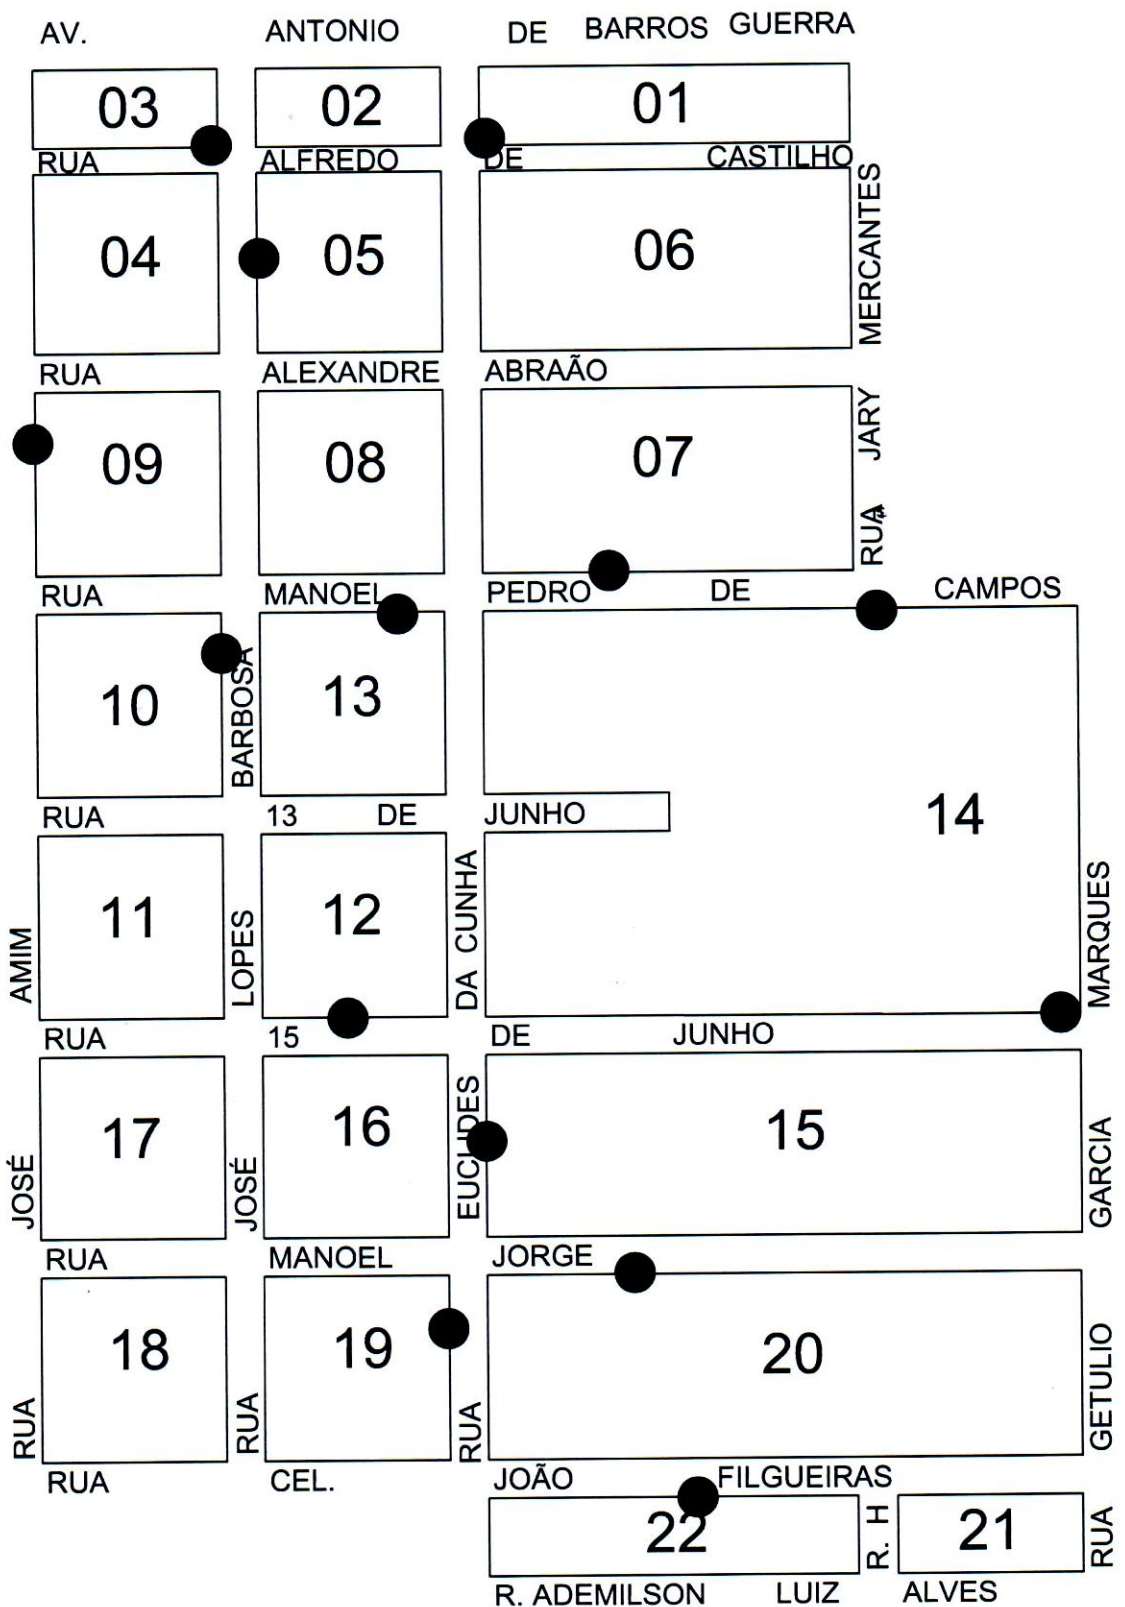 AV. ANTONIO DE BARROS GUERRA
03 02 01
RUA ALFREDO DE CASTILHO
04 05 06
RUA JARY MERCANTES
RUA ALEXANDRE ABRAÃO
09 08 07
RUA MANOEL PEDRO DE CAMPOS
10 13 14
RUA 13 DE JUNHO
11 12
RUA JOSÉ AMIM
RUA JOSÉ LOPES BARBOSA
RUA EUCLIDES DA CUNHA
RUA GETULIO GARCIA MARQUES
RUA 15 DE JUNHO
17 16 15
RUA MANOEL JORGE
18 19 20
RUA CEL. JOÃO FILGUEIRAS
22 R. H 21
R. ADEMILSON LUIZ ALVES